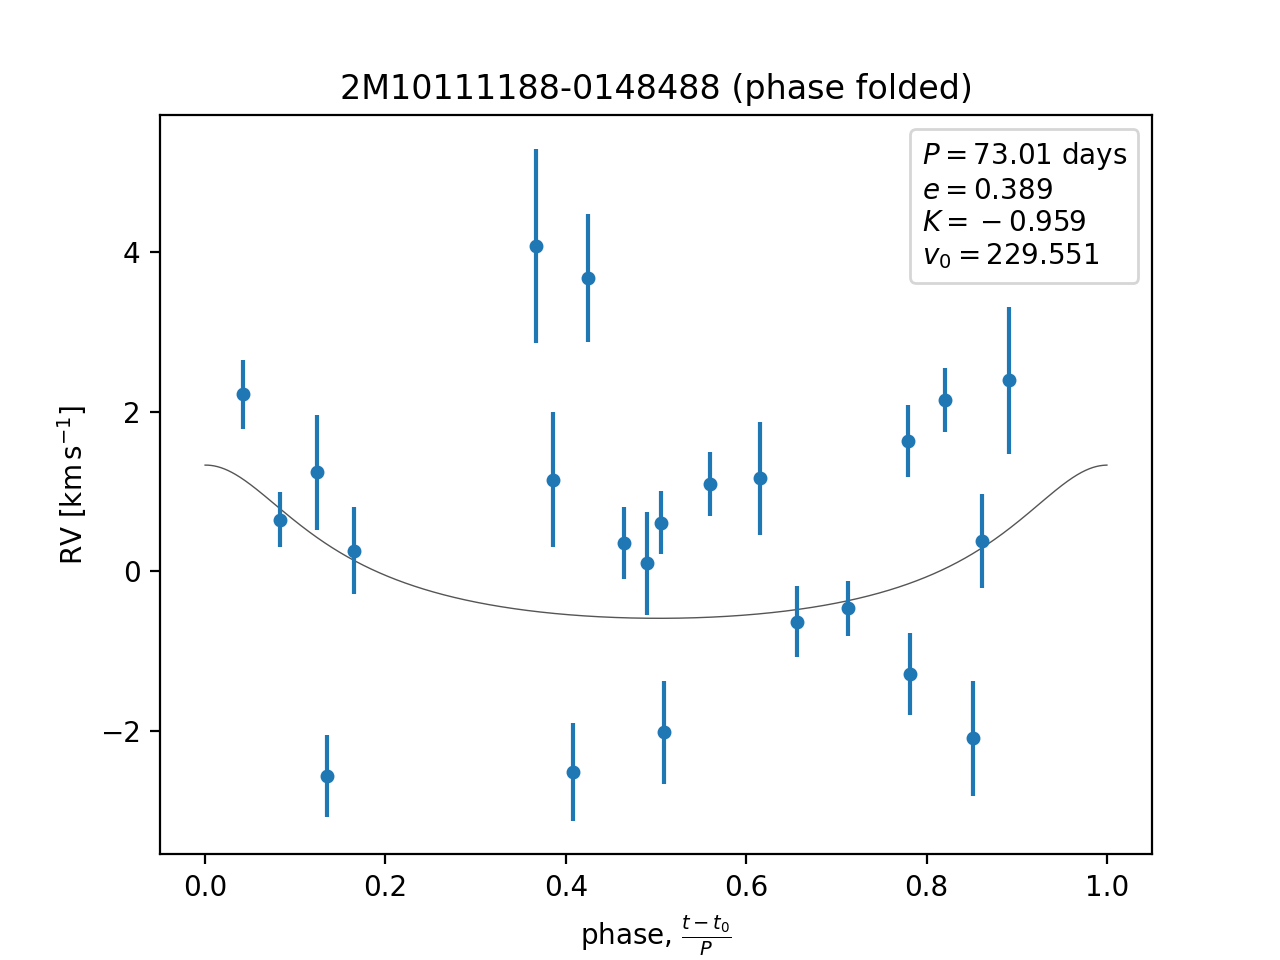 2M10111188-0148488 (phase folded)
P = 73.01 days
e = 0.389
K = −0.959
v₀ = 229.551
RV [km s⁻¹]
4
2
0
−2
0.0 0.2 0.4 0.6 0.8 1.0
phase, (t − t₀)/P